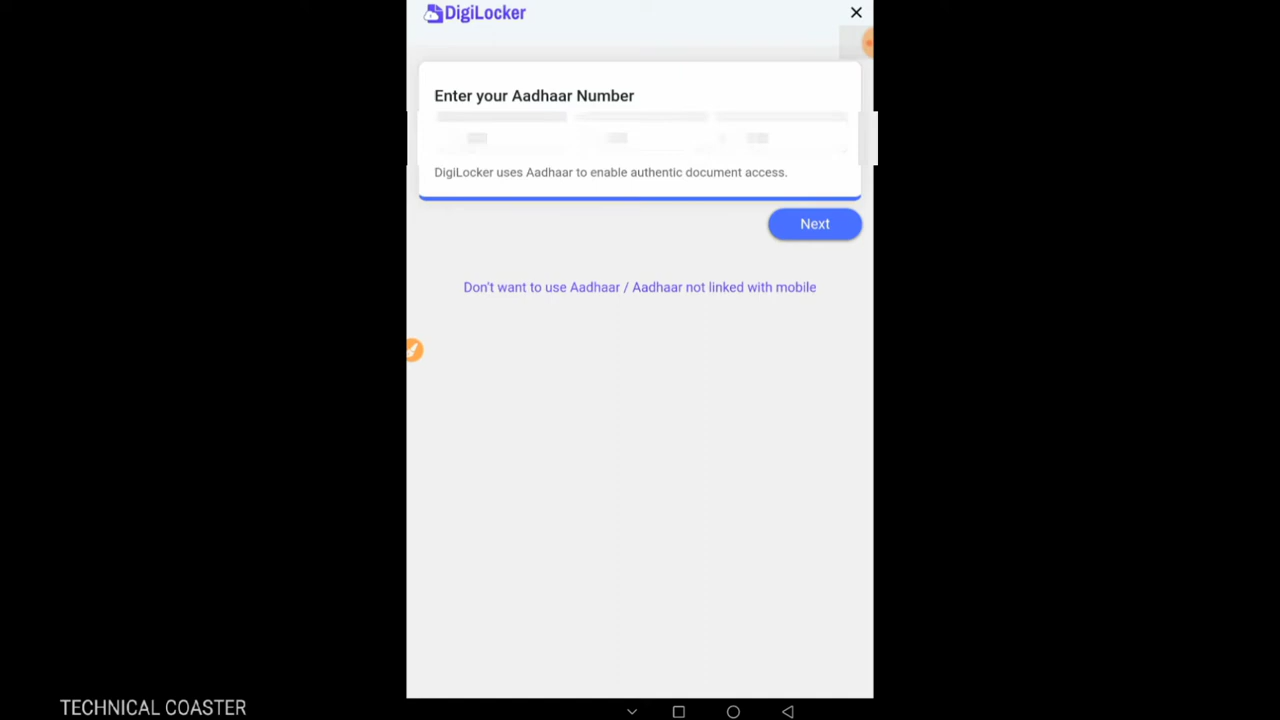 DigiLocker
Enter your Aadhaar Number
DigiLocker uses Aadhaar to enable authentic document access.
Next
Don't want to use Aadhaar / Aadhaar not linked with mobile
TECHNICAL COASTER